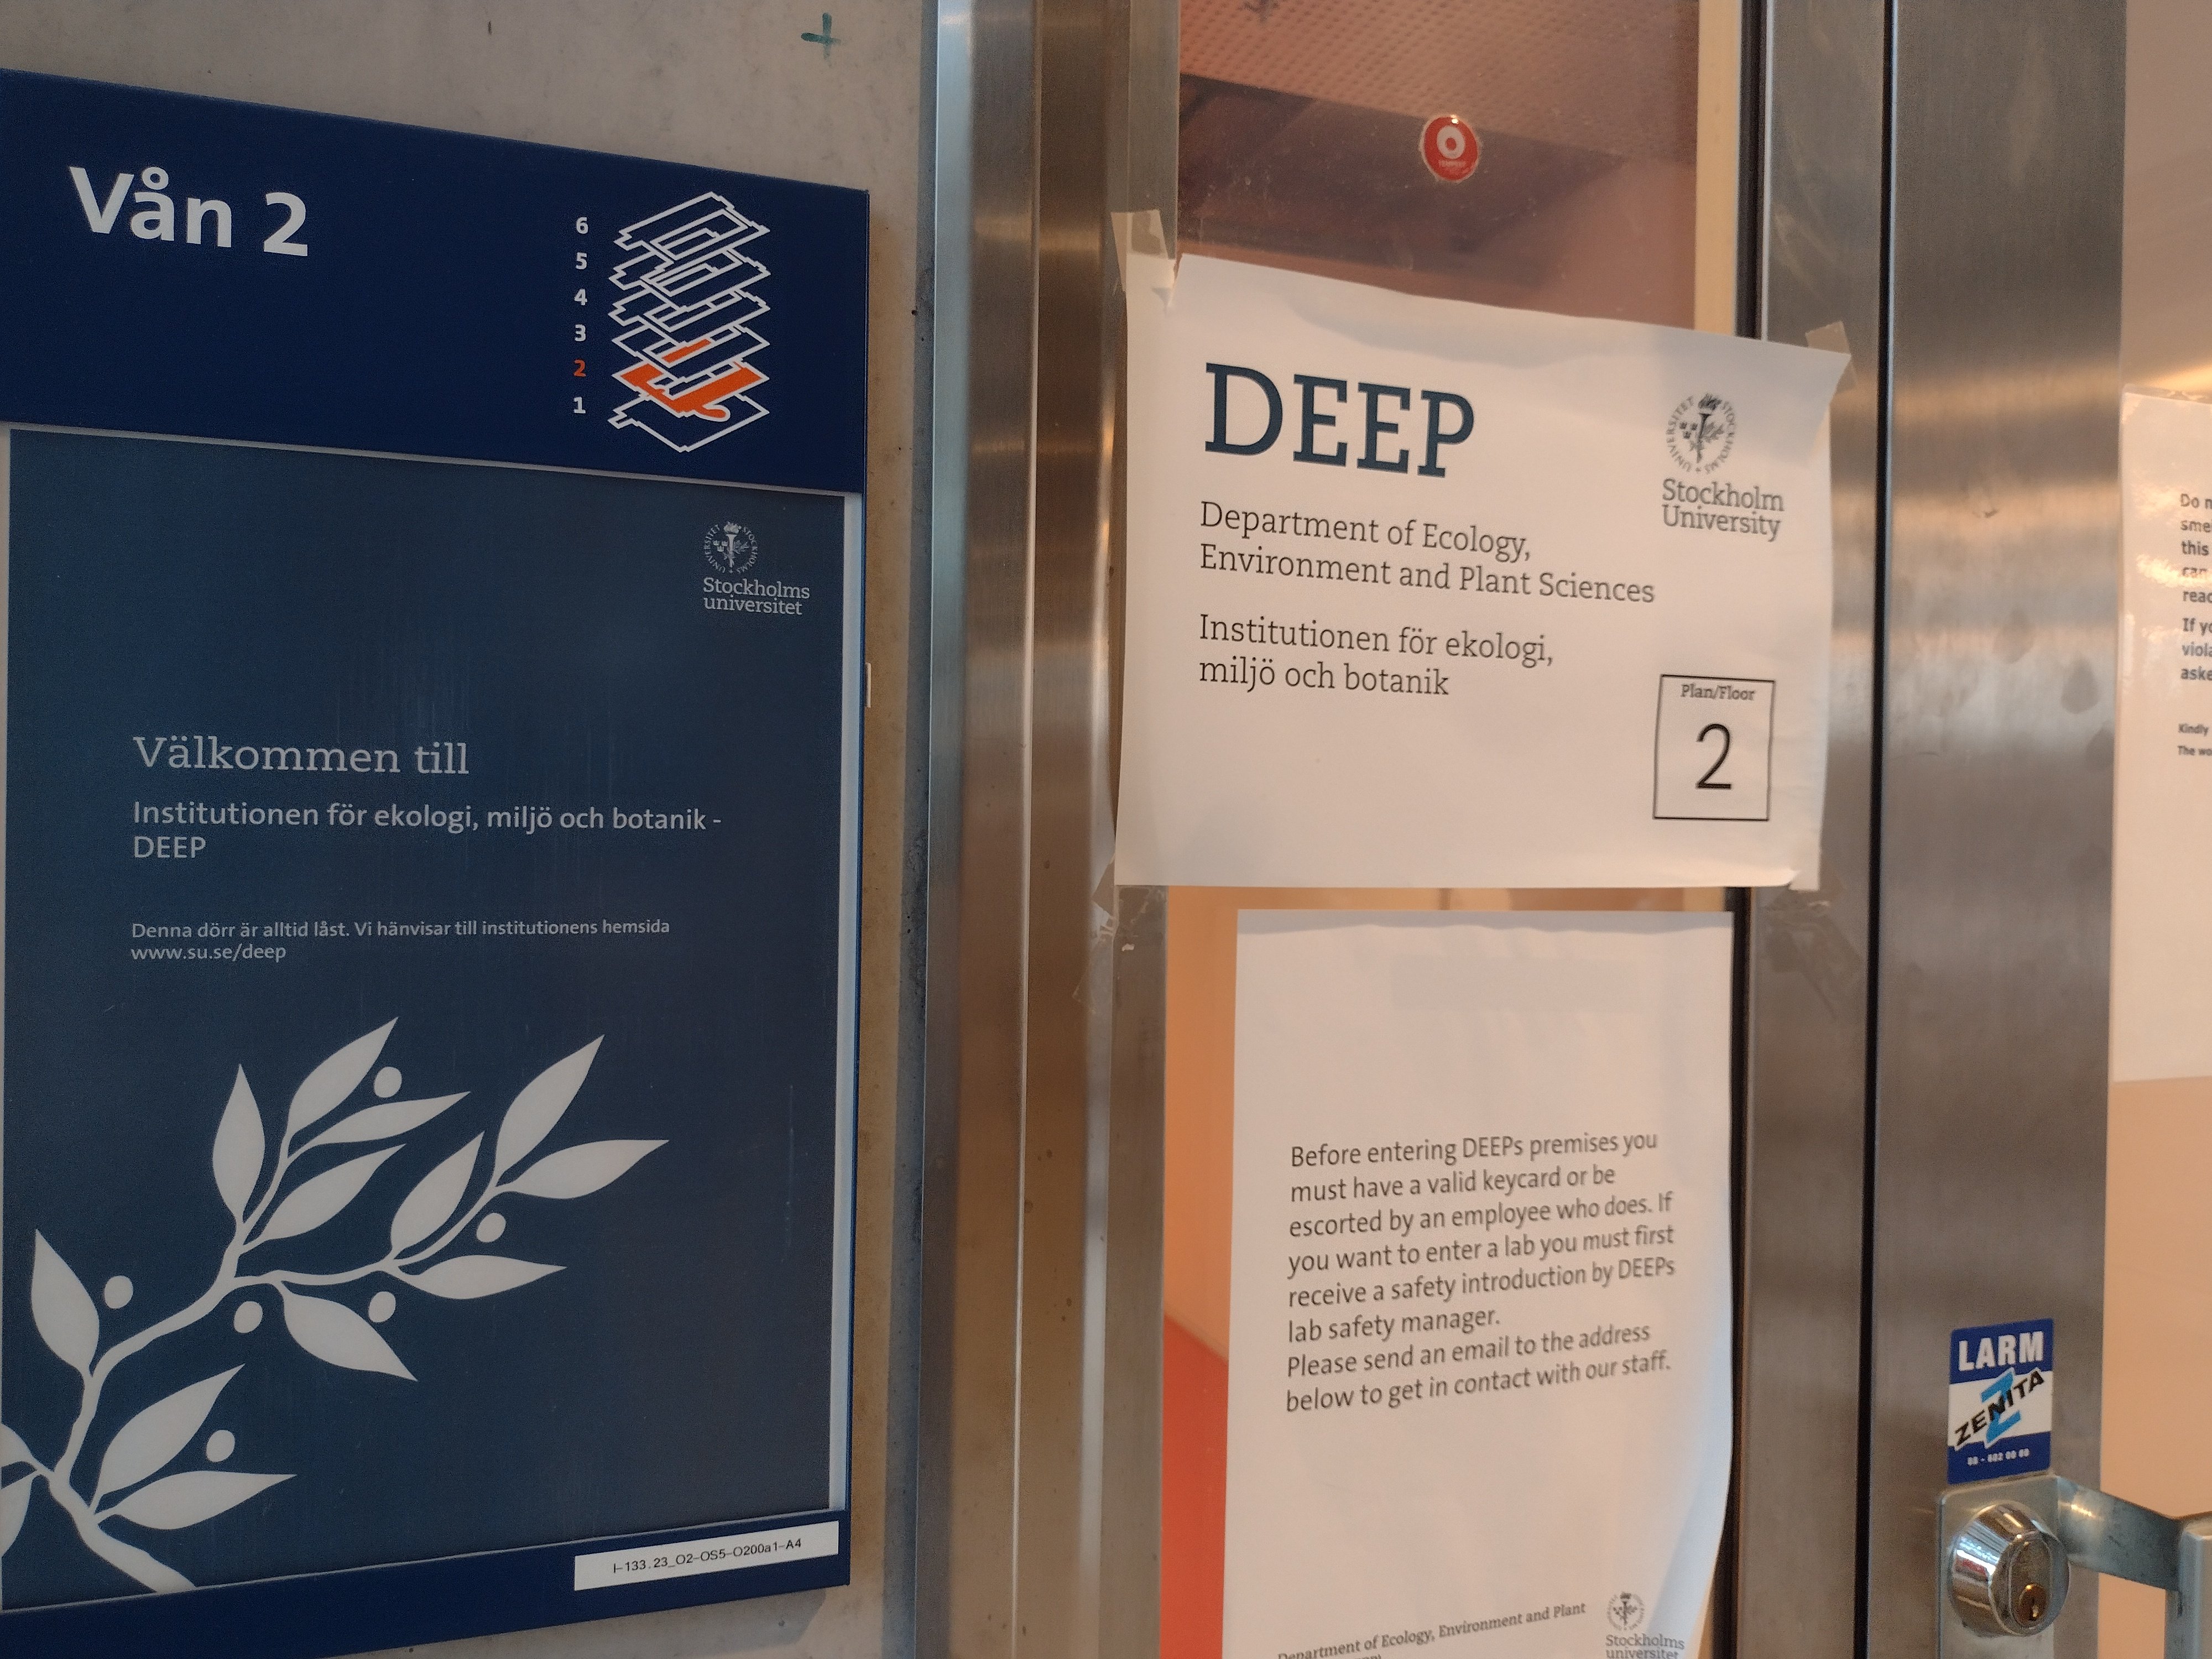 Vån 2
6
5
4
3
2
1
Stockholms
universitet
Välkommen till
Institutionen för ekologi, miljö och botanik -
DEEP
Denna dörr är alltid låst. Vi hänvisar till institutionens hemsida
www.su.se/deep
I-133.23_O2-OS5-O200a1-A4
DEEP
Stockholm
University
Department of Ecology,
Environment and Plant Sciences
Institutionen för ekologi,
miljö och botanik
Plan/Floor
2
Before entering DEEPs premises you
must have a valid keycard or be
escorted by an employee who does. If
you want to enter a lab you must first
receive a safety introduction by DEEPs
lab safety manager.
Please send an email to the address
below to get in contact with our staff.
Department of Ecology, Environment and Plant
Stockholms
universitet
LARM
ZENITA
Do
this
If
Kindly
The